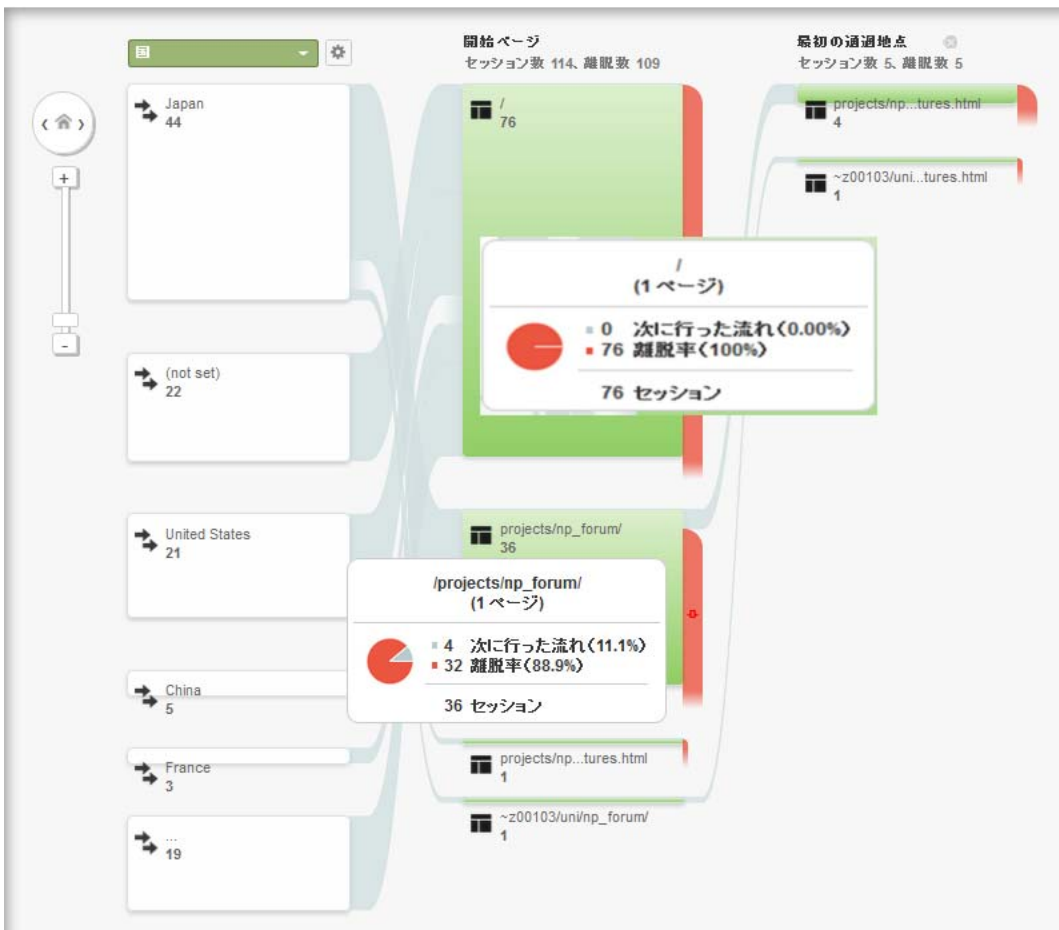 国
開始ページ
セッション数 114、離脱数 109
最初の通過地点
セッション数 5、離脱数 5
Japan
44
(not set)
22
United States
21
China
5
France
3
...
19
/
76
/
(1 ページ)
0 次に行った流れ(0.00%)
76 離脱率(100%)
76 セッション
projects/np_forum/
36
/projects/np_forum/
(1 ページ)
4 次に行った流れ(11.1%)
32 離脱率(88.9%)
36 セッション
projects/np...tures.html
1
~z00103/uni/np_forum/
1
projects/np...tures.html
4
~z00103/uni...tures.html
1